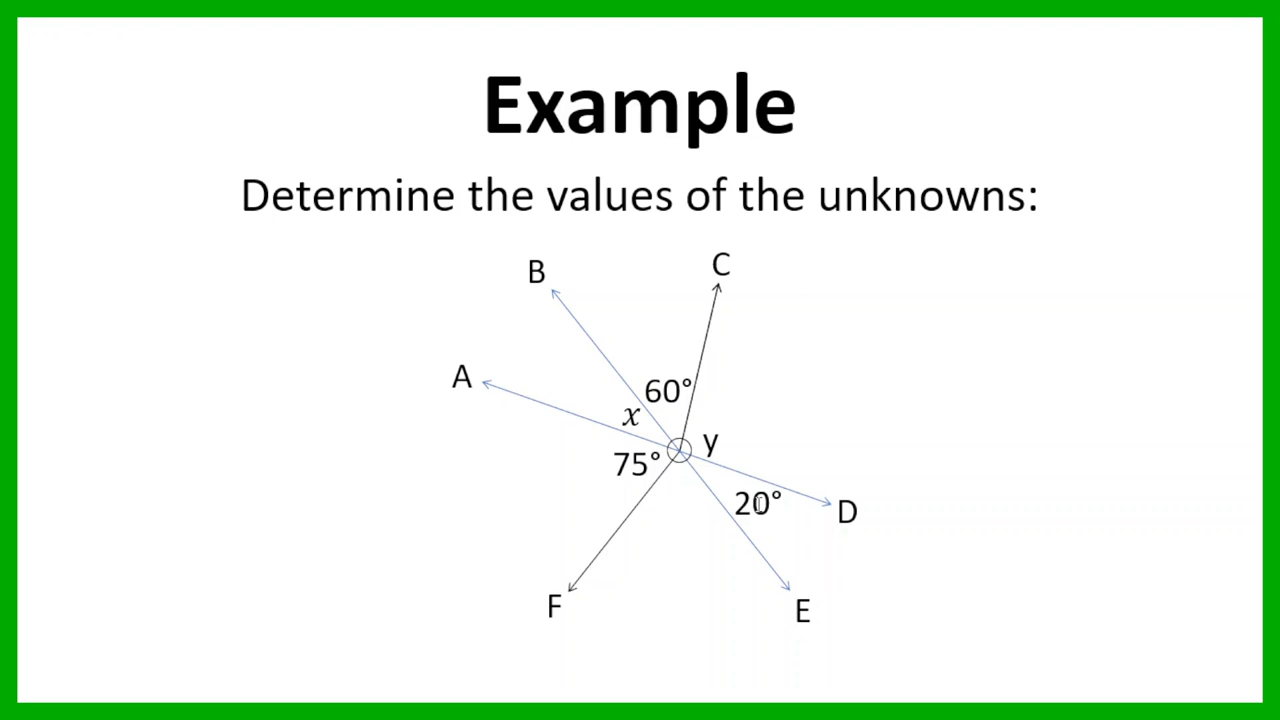 Example
Determine the values of the unknowns:
B
C
A
60°
x
y
75°
20°
D
F
E